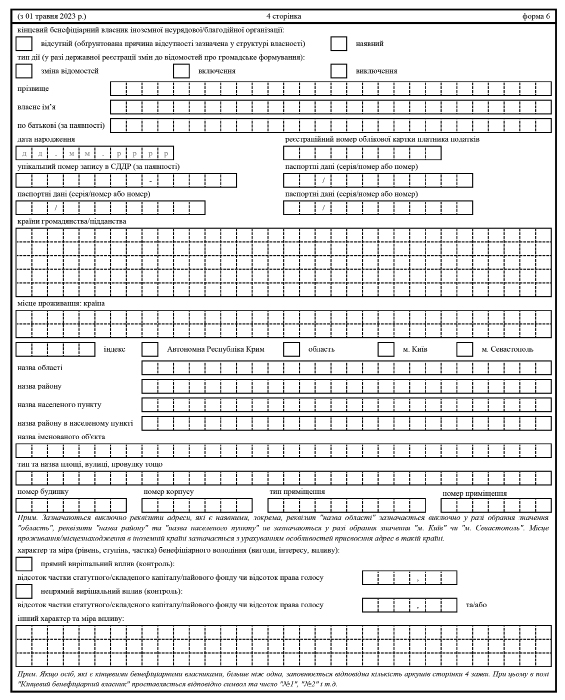 (з 01 травня 2023 р.) 4 сторінка форма 6
кінцевий бенефіціарний власник іноземної неурядової/благодійної організації:
відсутній (обґрунтована причина відсутності зазначена у структурі власності) наявний
тип дії (у разі державної реєстрації змін до відомостей про громадське формування):
зміна відомостей включення виключення
прізвище
власне ім'я
по батькові (за наявності)
дата народження реєстраційний номер облікової картки платника податків
д д . м м . р р р р
унікальний номер запису в ЄДДР (за наявності) паспортні дані (серія/номер або номер)
- /
паспортні дані (серія/номер або номер) паспортні дані (серія/номер або номер)
/ /
країни громадянства/підданства
місце проживання: країна
індекс Автономна Республіка Крим область м. Київ м. Севастополь
назва області
назва району
назва населеного пункту
назва району в населеному пункті
назва іменованого об'єкта
тип та назва площі, вулиці, провулку тощо
номер будинку номер корпусу тип приміщення номер приміщення
Прим. Зазначаються виключно реквізити адреси, які є наявними, зокрема, реквізит "назва області" зазначається виключно у разі обрання значення
"область", реквізити "назва району" та "назва населеного пункту" не зазначаються у разі обрання значення "м. Київ" чи "м. Севастополь". Місце
проживання/місцезнаходження в іноземній країні зазначається з урахуванням особливостей присвоєння адрес в такій країні.
характер та міра (рівень, ступінь, частка) бенефіціарного володіння (вигоди, інтересу, впливу):
прямий вирішальний вплив (контроль):
відсоток частки статутного/складеного капіталу/пайового фонду чи відсоток права голосу ,
непрямий вирішальний вплив (контроль):
відсоток частки статутного/складеного капіталу/пайового фонду чи відсоток права голосу , та/або
інший характер та міра впливу:
Прим. Якщо осіб, які є кінцевими бенефіціарними власниками, більше ніж одна, заповнюється відповідна кількість аркушів сторінки 4 заяви. При цьому в полі
"Кінцевий бенефіціарний власник" проставляється відповідно символ та число "№1", "№2" і т.д.